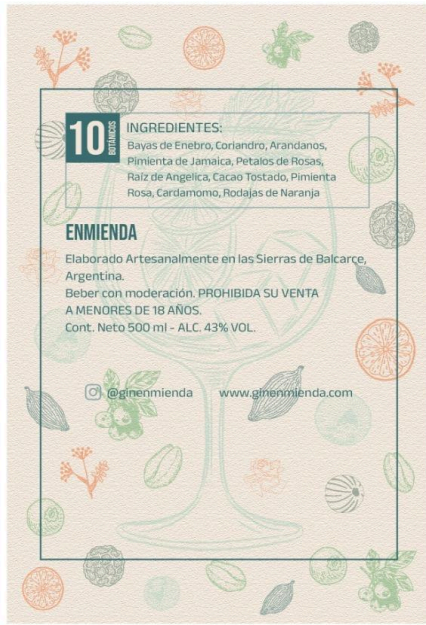 10 BOTÁNICOS
INGREDIENTES:
Bayas de Enebro, Coriandro, Arandanos,
Pimienta de Jamaica, Petalos de Rosas,
Raíz de Angelica, Cacao Tostado, Pimienta
Rosa, Cardamomo, Rodajas de Naranja
ENMIENDA
Elaborado Artesanalmente en las Sierras de Balcarçe,
Argentina.
Beber con moderación. PROHIBIDA SU VENTA
A MENORES DE 18 AÑOS.
Cont. Neto 500 ml - ALC. 43% VOL.
@ginenmienda www.ginenmienda.com